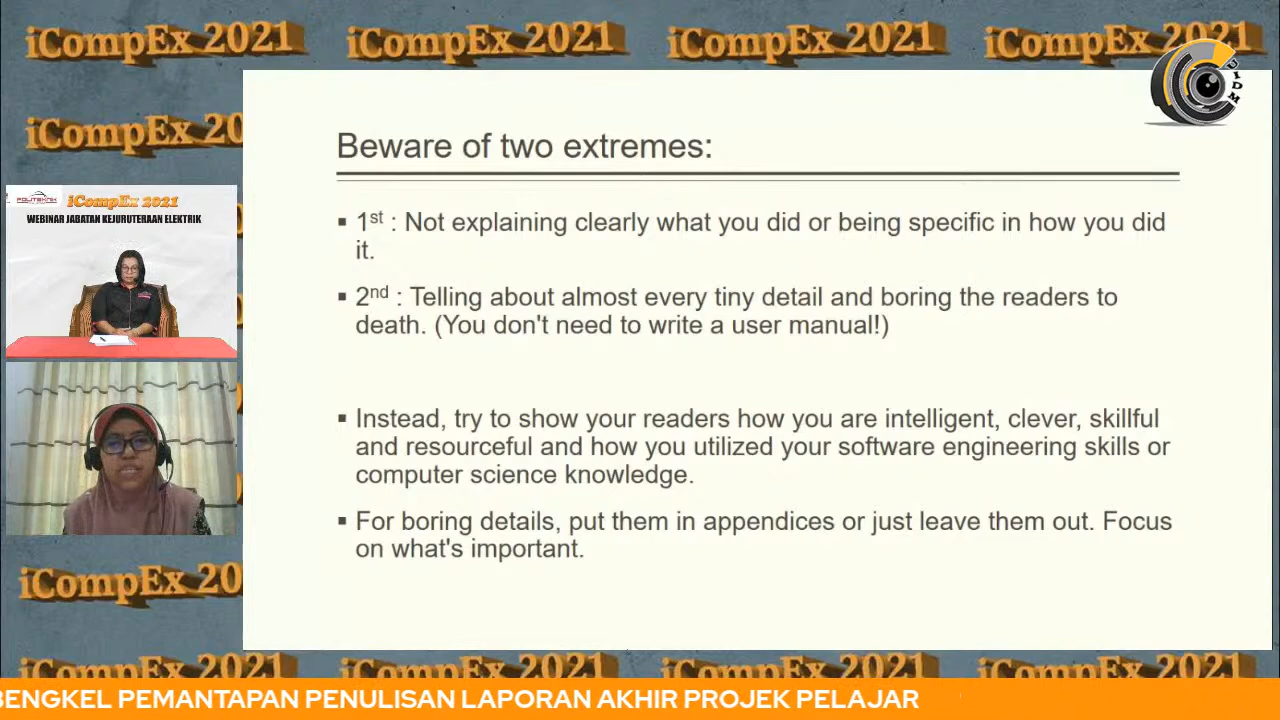 iCompEx 2021 iCompEx 2021 iCompEx 2021 iCompEx 2021
UIDM
iCompEx 20
Beware of two extremes:
POLITEKNIK
iCompEx 2021
WEBINAR JABATAN KEJURUTERAAN ELEKTRIK
▪ 1st : Not explaining clearly what you did or being specific in how you did
it.
▪ 2nd : Telling about almost every tiny detail and boring the readers to
death. (You don't need to write a user manual!)
▪ Instead, try to show your readers how you are intelligent, clever, skillful
and resourceful and how you utilized your software engineering skills or
computer science knowledge.
▪ For boring details, put them in appendices or just leave them out. Focus
on what's important.
iCompEx 20
iCompEx 2021 iCompEx 2021 iCompEx 2021 iCompEx 2021
BENGKEL PEMANTAPAN PENULISAN LAPORAN AKHIR PROJEK PELAJAR